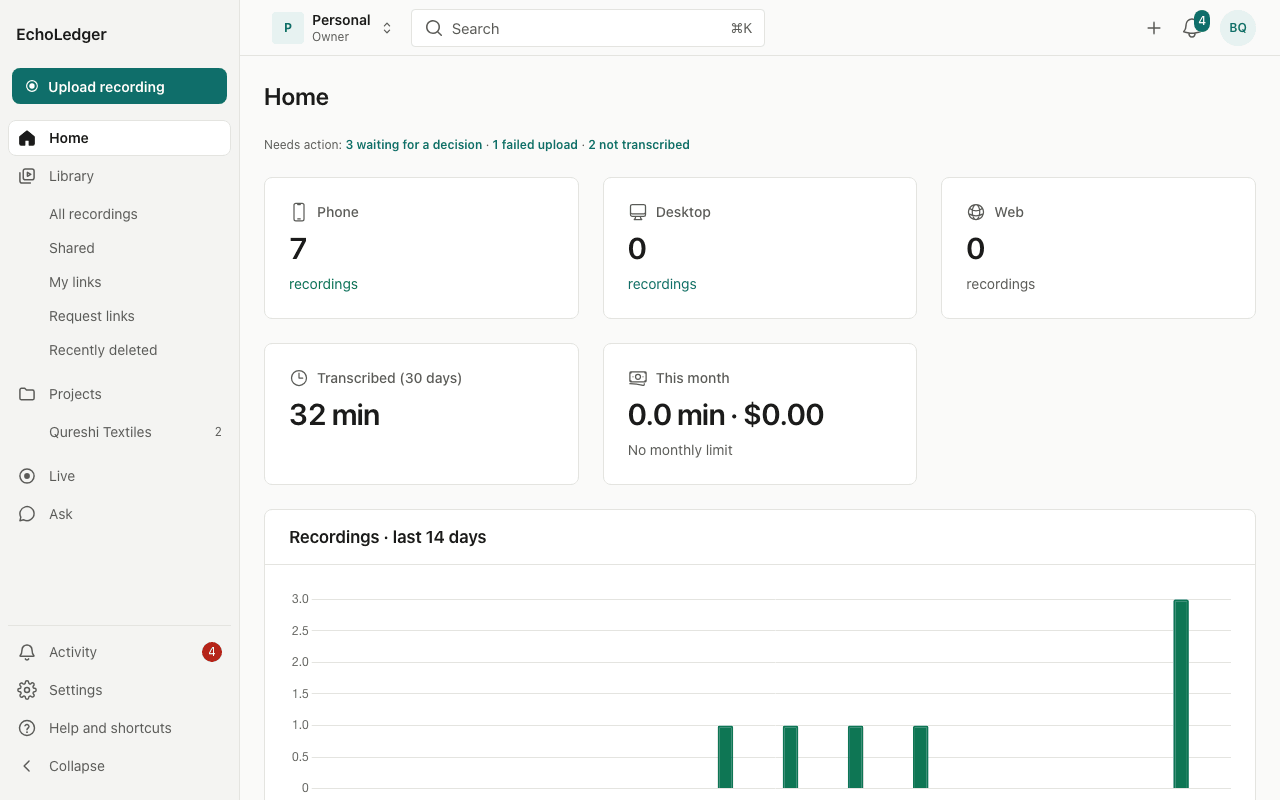 EchoLedger
Upload recording
Home
Library
All recordings
Shared
My links
Request links
Recently deleted
Projects
Qureshi Textiles 2
Live
Ask
Activity 4
Settings
Help and shortcuts
Collapse
P Personal
Owner
Search ⌘K
4
BQ
Home
Needs action: 3 waiting for a decision · 1 failed upload · 2 not transcribed
Phone
7
recordings
Desktop
0
recordings
Web
0
recordings
Transcribed (30 days)
32 min
This month
0.0 min · $0.00
No monthly limit
Recordings · last 14 days
3.0
2.5
2.0
1.5
1.0
0.5
0